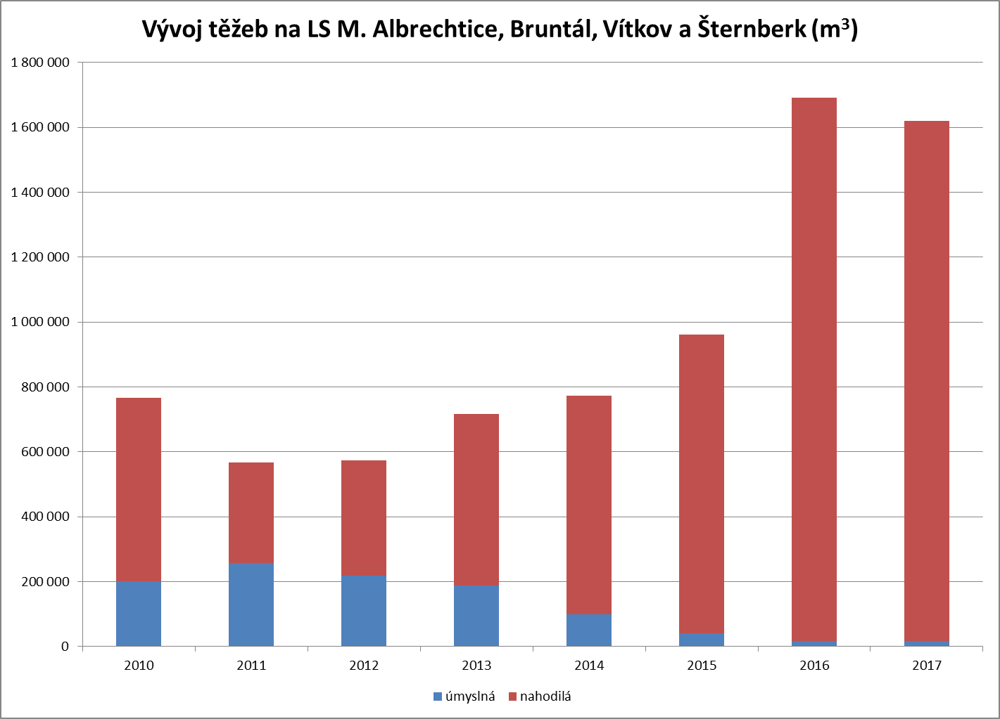 Vývoj těžeb na LS M. Albrechtice, Bruntál, Vítkov a Šternberk (m³)
1 800 000
1 600 000
1 400 000
1 200 000
1 000 000
800 000
600 000
400 000
200 000
0
2010 2011 2012 2013 2014 2015 2016 2017
úmyslná nahodilá